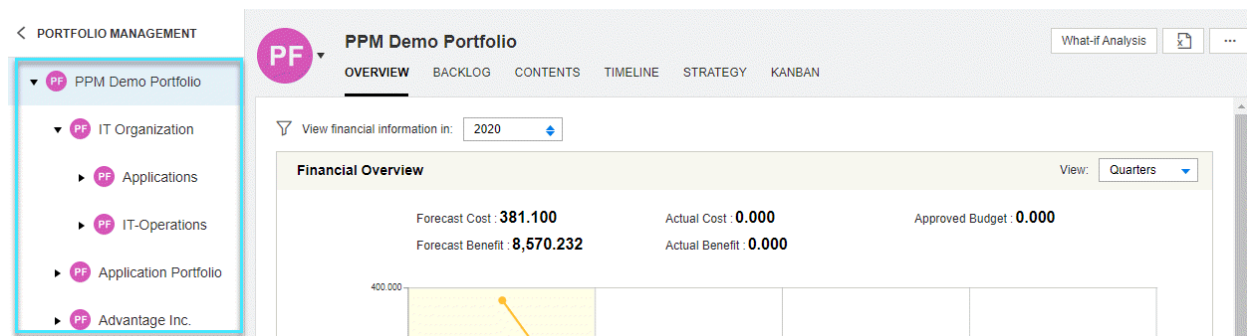 PORTFOLIO MANAGEMENT
PF PPM Demo Portfolio
PF IT Organization
PF Applications
PF IT-Operations
PF Application Portfolio
PF Advantage Inc.
PF
PPM Demo Portfolio
What-if Analysis
...
OVERVIEW BACKLOG CONTENTS TIMELINE STRATEGY KANBAN
View financial information in: 2020
Financial Overview
View: Quarters
Forecast Cost : 381.100 Actual Cost : 0.000 Approved Budget : 0.000
Forecast Benefit : 8,570.232 Actual Benefit : 0.000
400.000